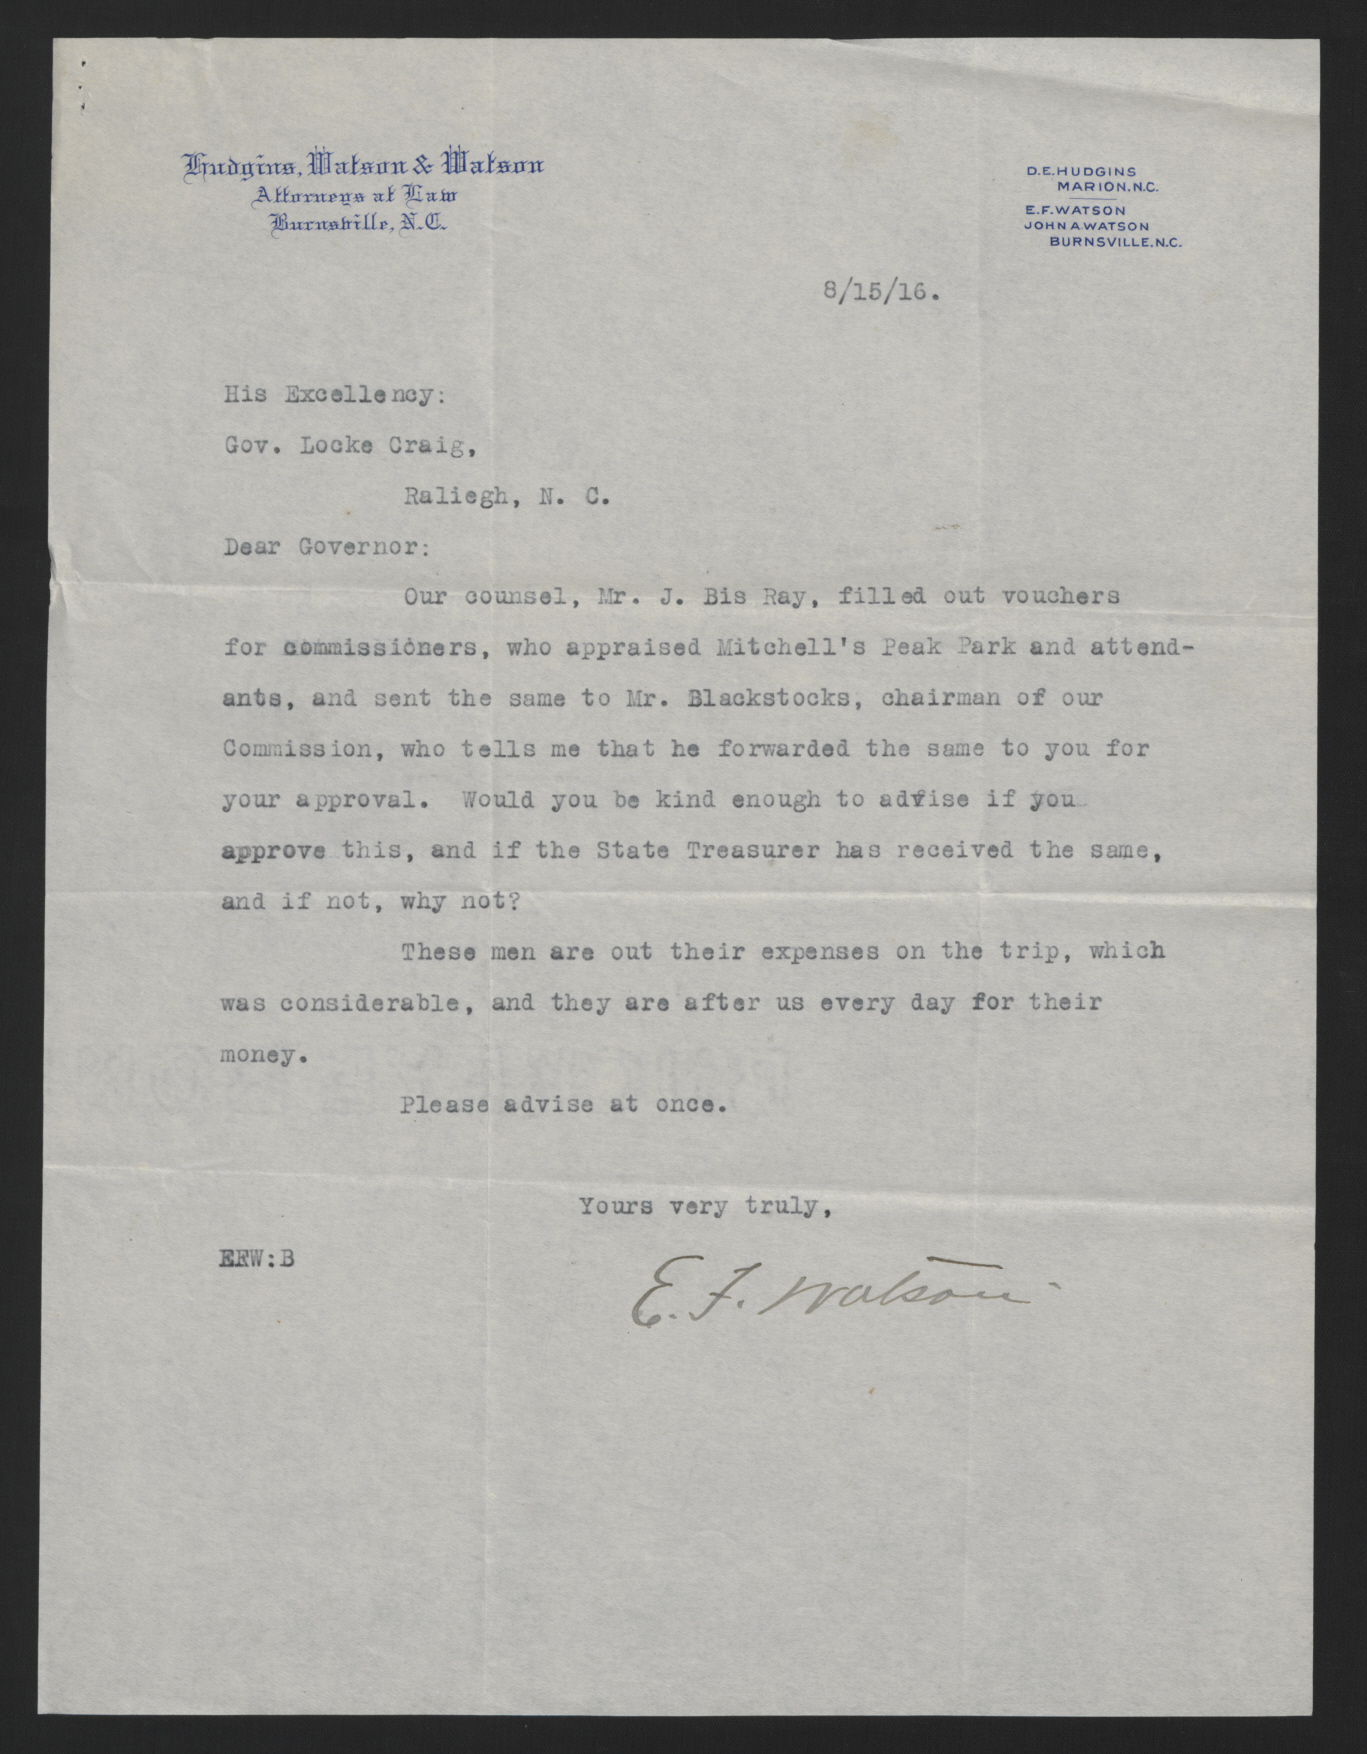 Hudgins, Watson & Watson
Attorneys at Law
Burnsville, N.C.
D.E.HUDGINS
MARION.N.C.
E.F.WATSON
JOHN A.WATSON
BURNSVILLE.N.C.
8/15/16.
His Excellency:
Gov. Locke Craig,
Raliegh, N. C.
Dear Governor:
Our counsel, Mr. J. Bis Ray, filled out vouchers
for commissioners, who appraised Mitchell's Peak Park and attend-
ants, and sent the same to Mr. Blackstocks, chairman of our
Commission, who tells me that he forwarded the same to you for
your approval. Would you be kind enough to advise if you
approve this, and if the State Treasurer has received the same,
and if not, why not?
These men are out their expenses on the trip, which
was considerable, and they are after us every day for their
money.
Please advise at once.
Yours very truly,
EFW:B
E. F. Watson